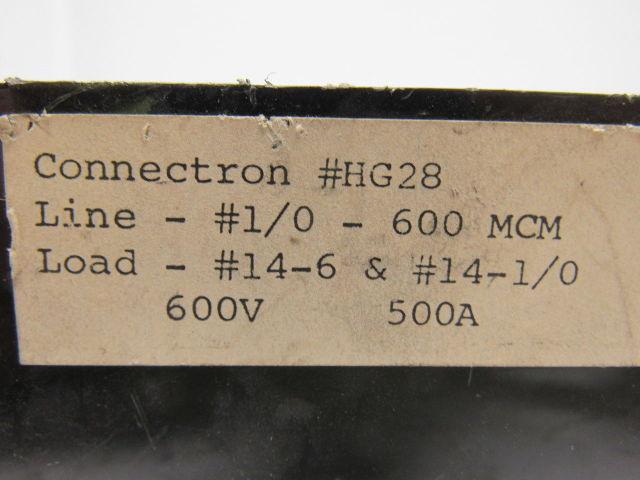 Connectron #HG28
Line - #1/0 - 600 MCM
Load - #14-6 & #14-1/0
600V 500A